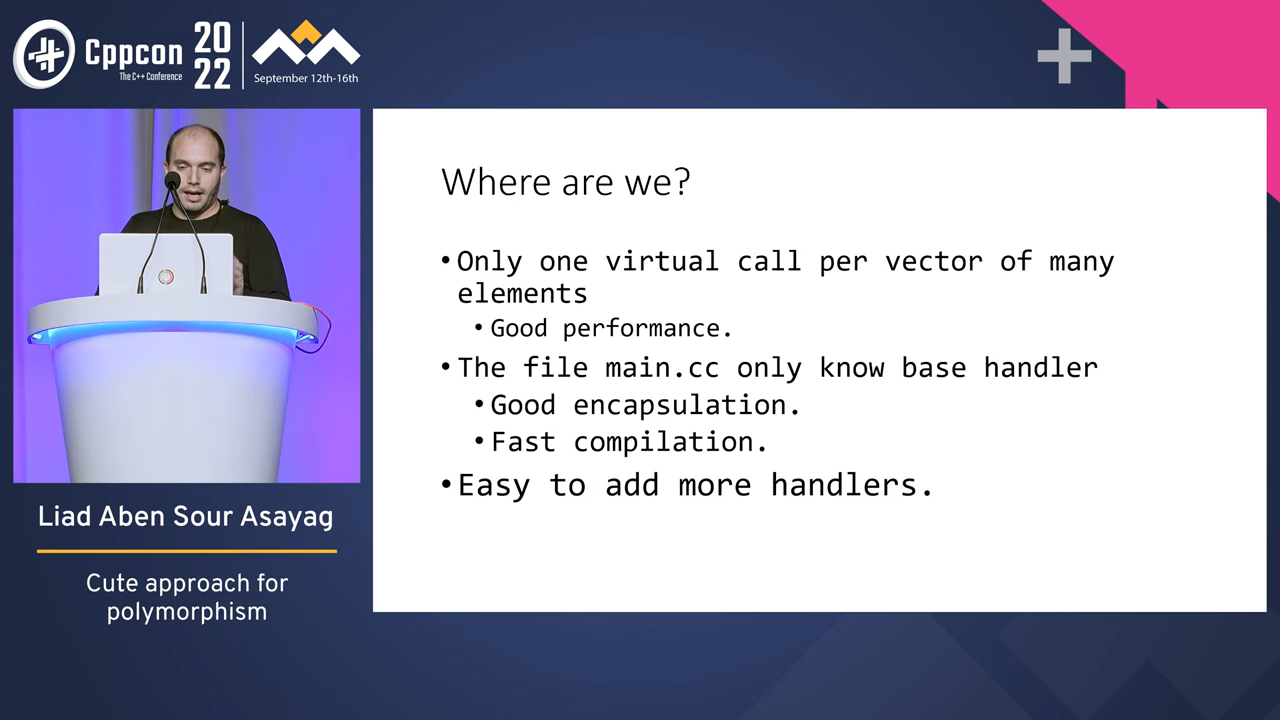 Cppcon
The C++ Conference
20
22
September 12th-16th
Where are we?
•Only one virtual call per vector of many
elements
•Good performance.
•The file main.cc only know base handler
•Good encapsulation.
•Fast compilation.
•Easy to add more handlers.
Liad Aben Sour Asayag
Cute approach for
polymorphism